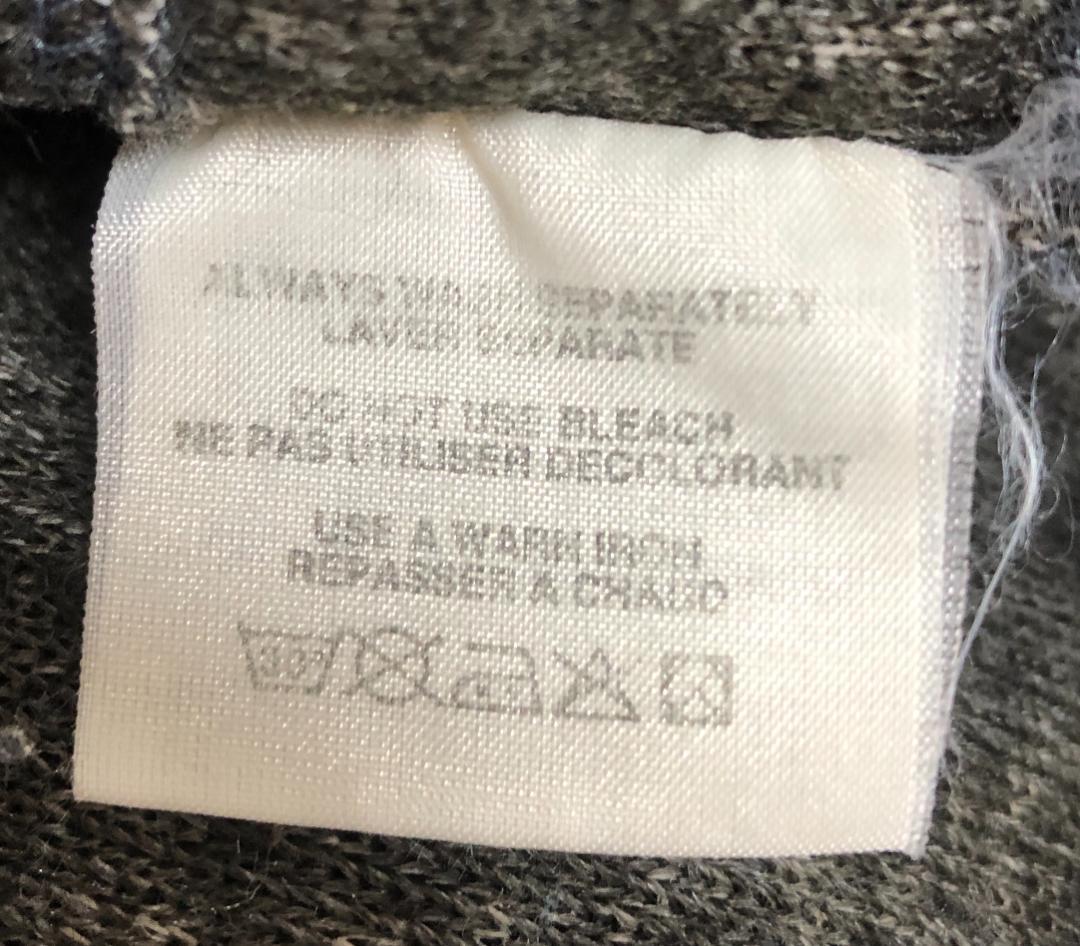 ALWAYS WASH SEPARATELY
LAVER SEPARATE
DO NOT USE BLEACH
NE PAS UTILISER DECOLORANT
USE A WARM IRON
REPASSER A CHAUD
30°